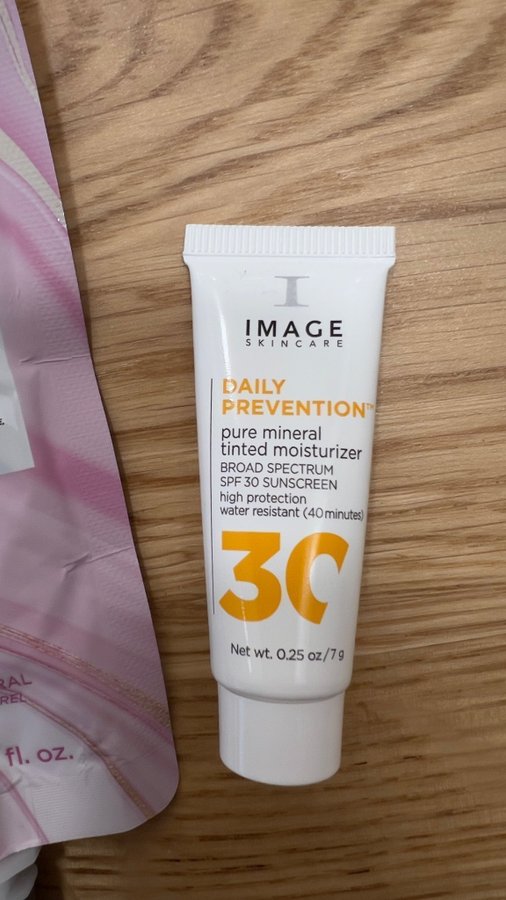 I
IMAGE
SKINCARE
DAILY
PREVENTION™
pure mineral
tinted moisturizer
BROAD SPECTRUM
SPF 30 SUNSCREEN
high protection
water resistant (40 minutes)
30
Net wt. 0.25 oz/7 g
fl. oz.